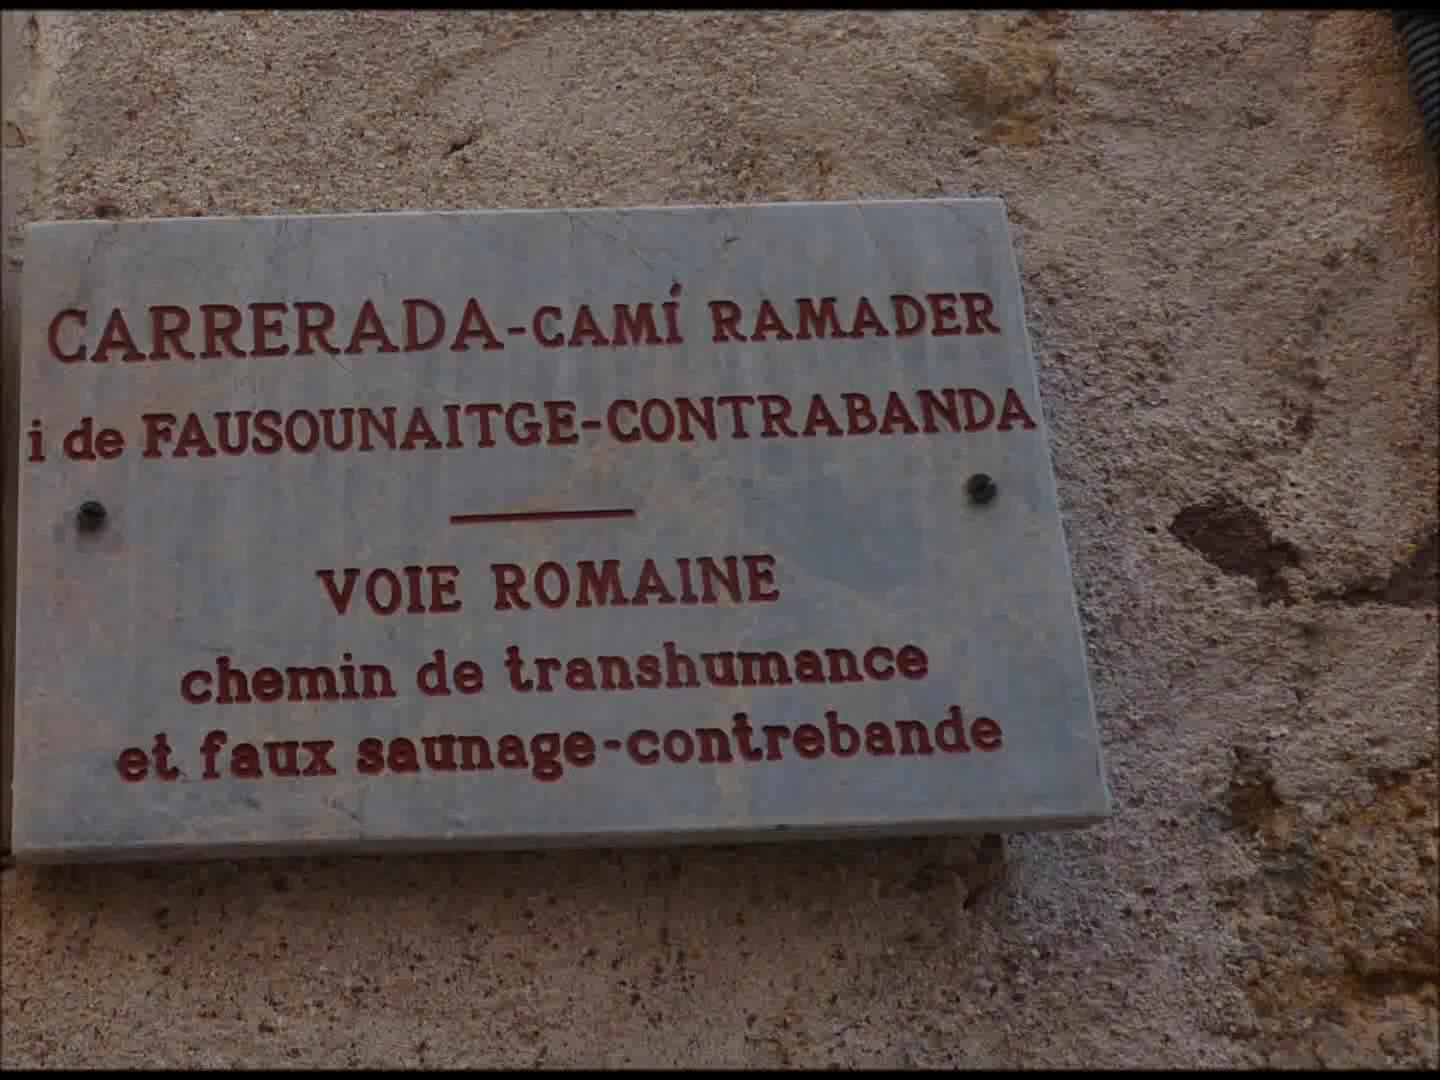 CARRERADA-CAMÍ RAMADER
i de FAUSOUNAITGE-CONTRABANDA
VOIE ROMAINE
chemin de transhumance
et faux saunage-contrebande